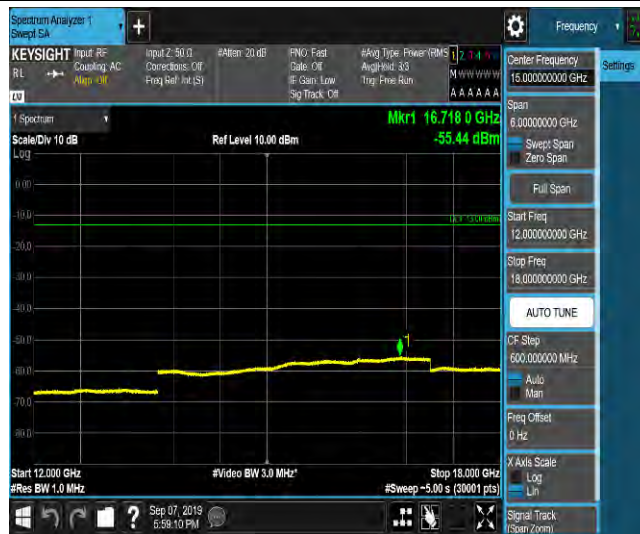 Spectrum Analyzer 1
Swept SA
Frequency
KEYSIGHT
Input: RF
Coupling: AC
Align: Off
Input Z: 50 Ω
Corrections: Off
Freq Ref: Int (S)
#Atten: 20 dB
PNO: Fast
Gate: Off
IF Gain: Low
Sig Track: Off
#Avg Type: Power (RMS
Avg|Hold: 3/3
Trig: Free Run
M W W W W W
A A A A A A
RL
LV
1 Spectrum
Scale/Div 10 dB
Log
Ref Level 10.00 dBm
Mkr1 16.718 0 GHz
-55.44 dBm
0.00
-10.0
-20.0
-30.0
-40.0
-50.0
-60.0
-70.0
-80.0
1
Start 12.000 GHz
#Res BW 1.0 MHz
#Video BW 3.0 MHz*
Stop 18.000 GHz
#Sweep ~5.00 s (30001 pts)
Sep 07, 2019
5:59:10 PM
Center Frequency
15.000000000 GHz
Settings
Span
6.00000000 GHz
Swept Span
Zero Span
Full Span
Start Freq
12.000000000 GHz
Stop Freq
18.000000000 GHz
AUTO TUNE
CF Step
600.000000 MHz
Auto
Man
Freq Offset
0 Hz
X Axis Scale
Log
Lin
Signal Track
(Span Zoom)